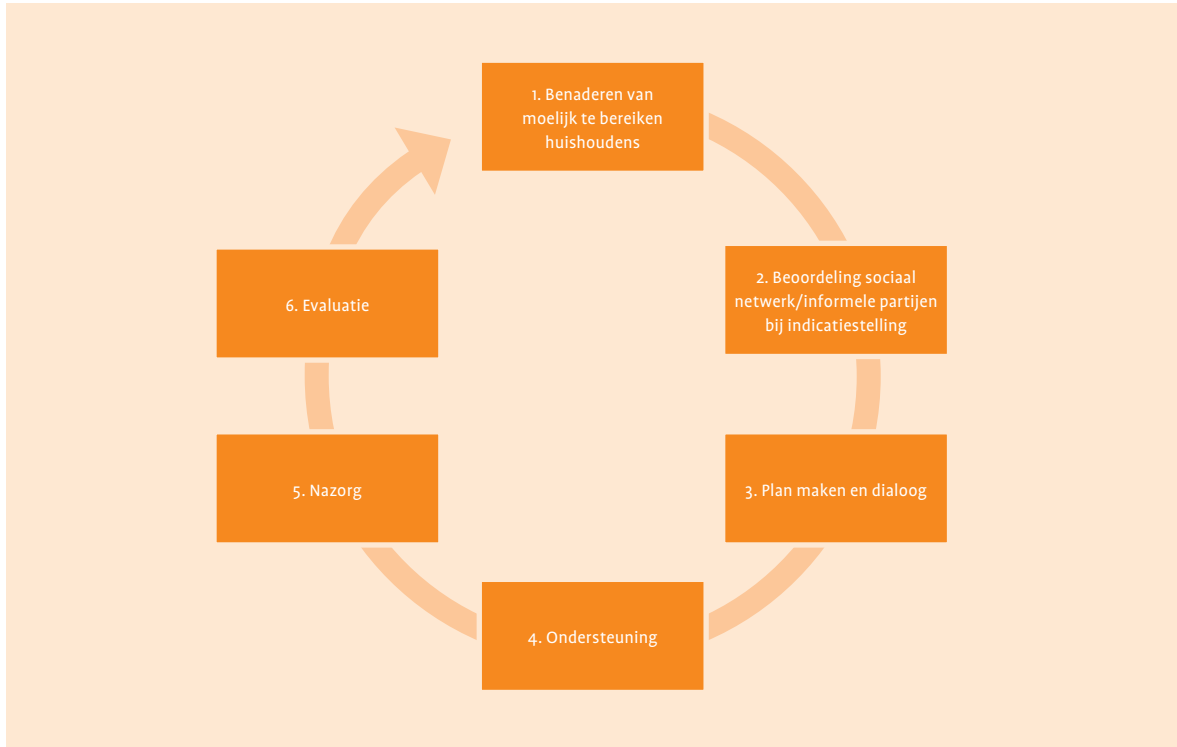 1. Benaderen van
moelijk te bereiken
huishoudens
2. Beoordeling sociaal
netwerk/informele partijen
bij indicatiestelling
3. Plan maken en dialoog
4. Ondersteuning
5. Nazorg
6. Evaluatie